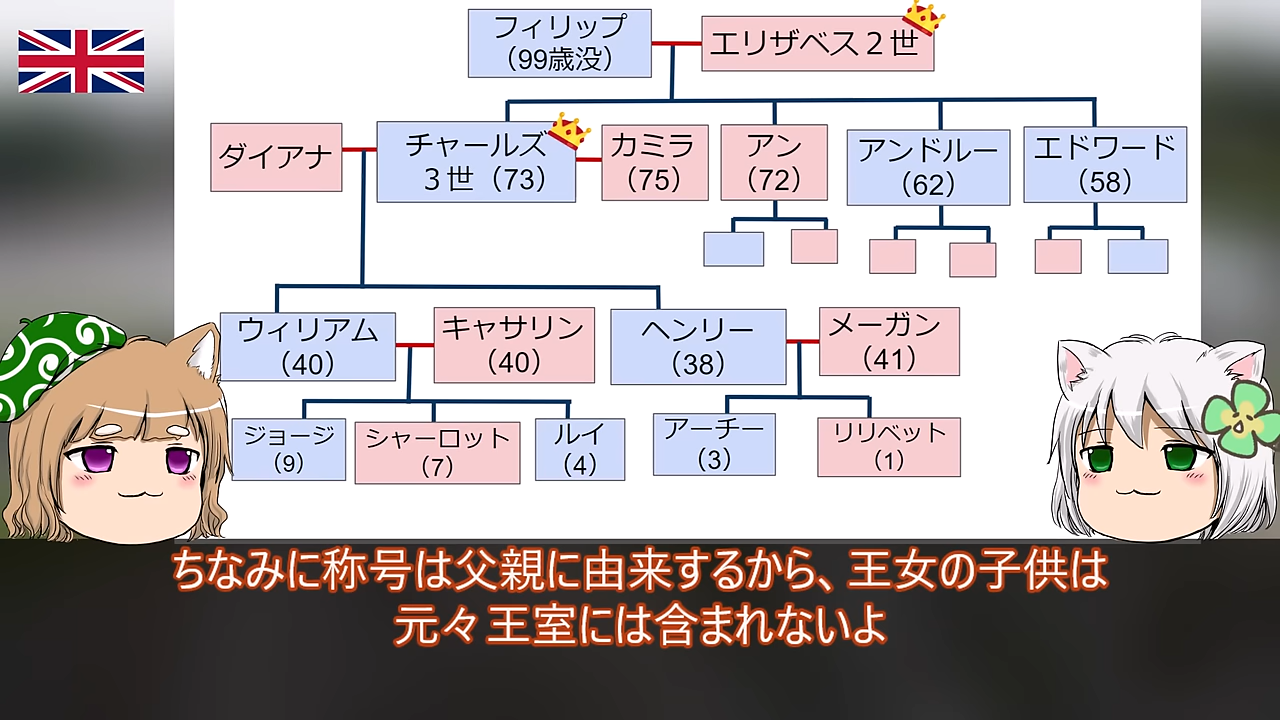 フィリップ
（99歳没）
エリザベス２世
ダイアナ
チャールズ
３世（73）
カミラ
（75）
アン
（72）
アンドルー
（62）
エドワード
（58）
ウィリアム
（40）
キャサリン
（40）
ヘンリー
（38）
メーガン
（41）
ジョージ
（9）
シャーロット
（7）
ルイ
（4）
アーチー
（3）
リリベット
（1）
ちなみに称号は父親に由来するから、王女の子供は
元々王室には含まれないよ